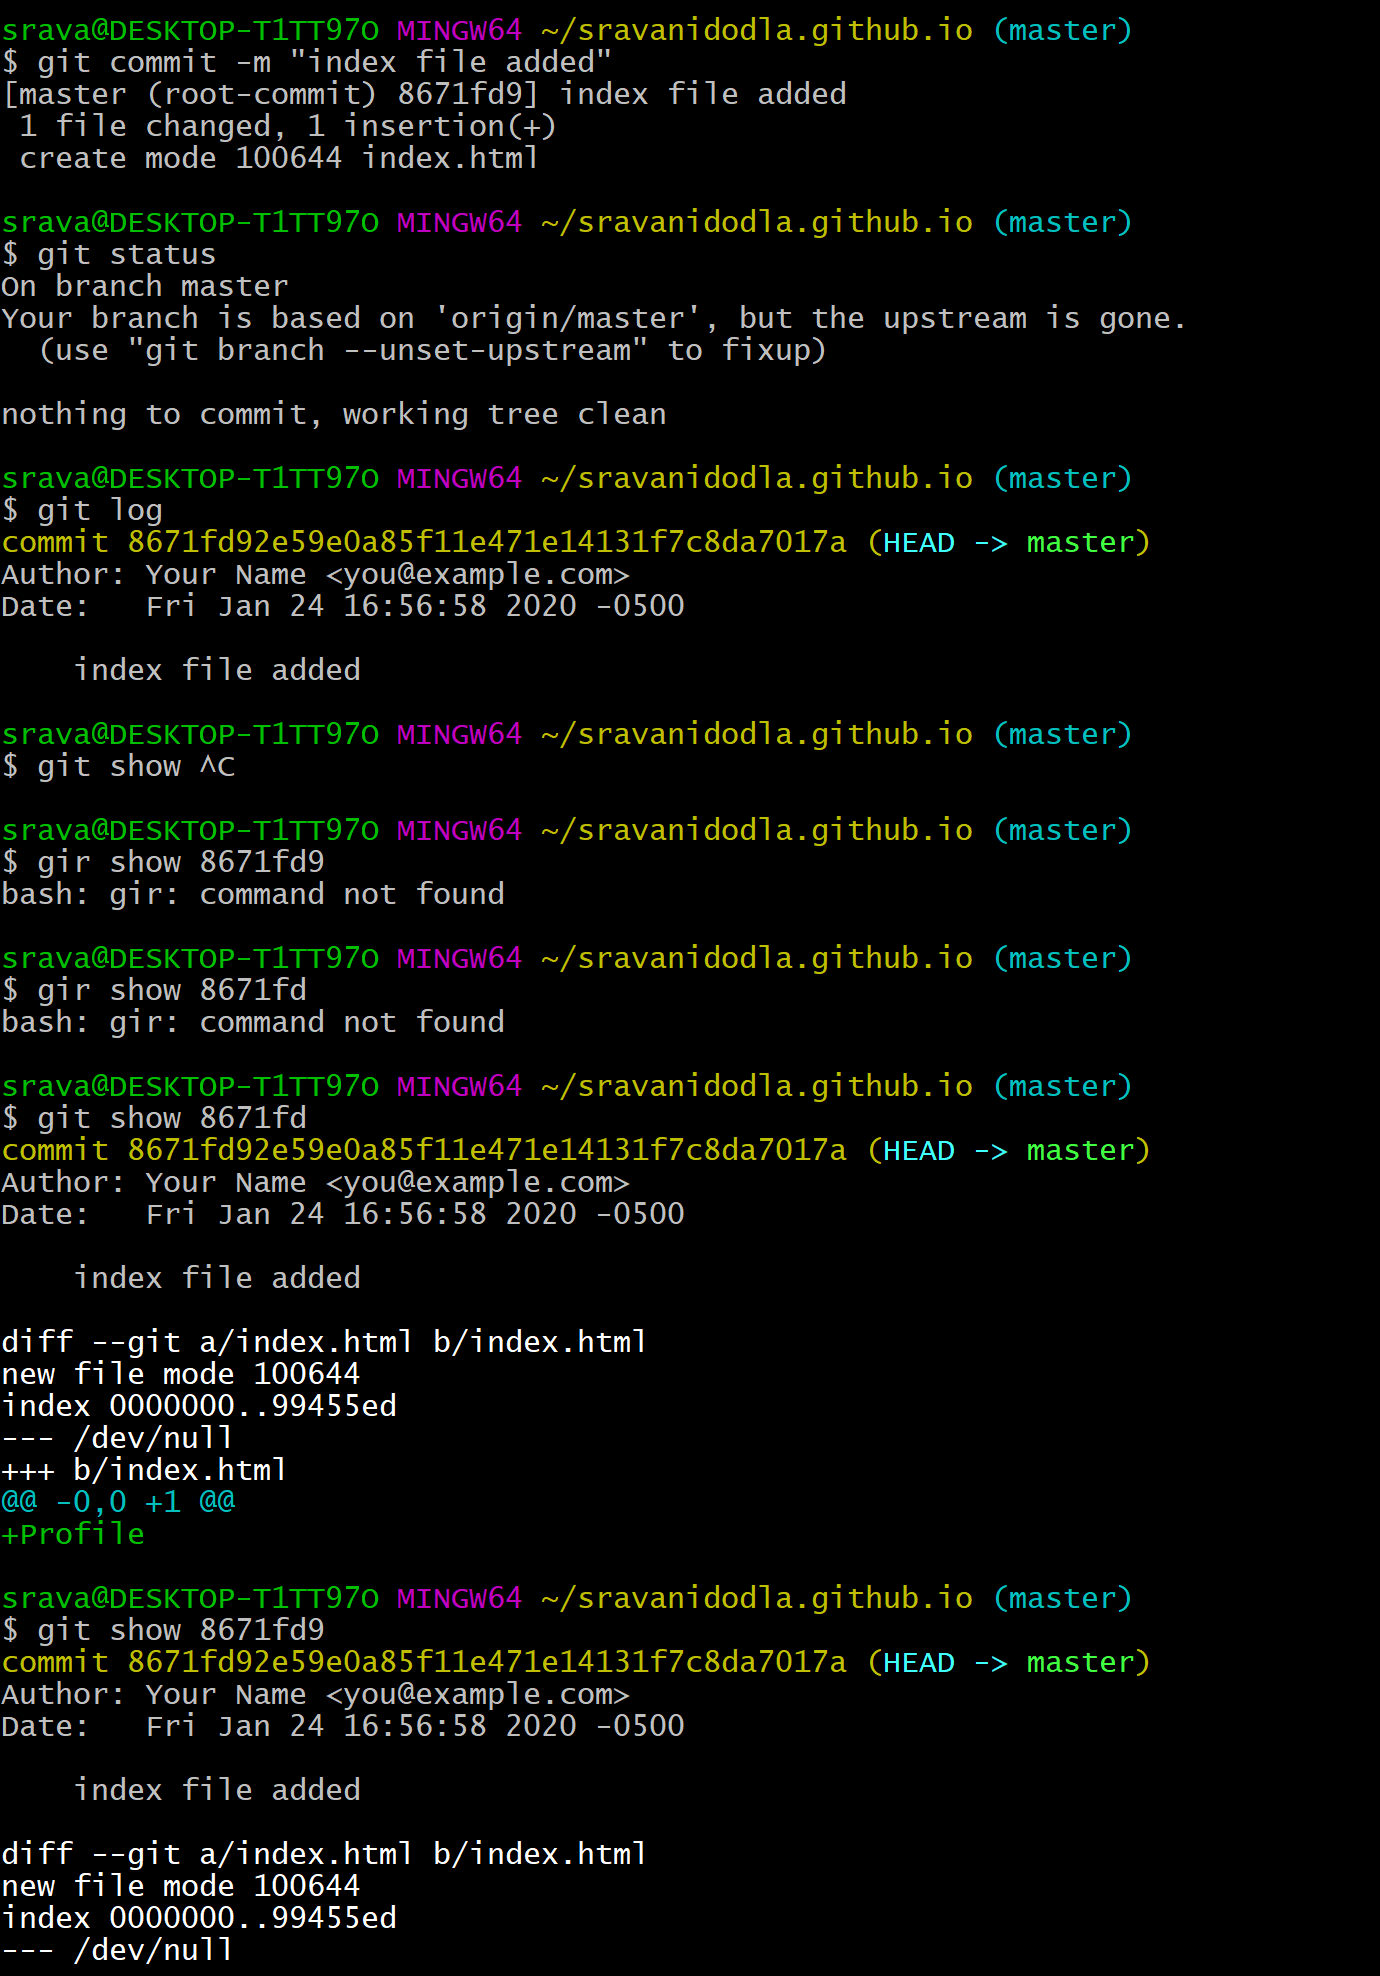 srava@DESKTOP-T1TT97O MINGW64 ~/sravanidodla.github.io (master)
$ git commit -m "index file added"
[master (root-commit) 8671fd9] index file added
 1 file changed, 1 insertion(+)
 create mode 100644 index.html

srava@DESKTOP-T1TT97O MINGW64 ~/sravanidodla.github.io (master)
$ git status
On branch master
Your branch is based on 'origin/master', but the upstream is gone.
  (use "git branch --unset-upstream" to fixup)

nothing to commit, working tree clean

srava@DESKTOP-T1TT97O MINGW64 ~/sravanidodla.github.io (master)
$ git log
commit 8671fd92e59e0a85f11e471e14131f7c8da7017a (HEAD -> master)
Author: Your Name <you@example.com>
Date:   Fri Jan 24 16:56:58 2020 -0500

    index file added

srava@DESKTOP-T1TT97O MINGW64 ~/sravanidodla.github.io (master)
$ git show ^C

srava@DESKTOP-T1TT97O MINGW64 ~/sravanidodla.github.io (master)
$ gir show 8671fd9
bash: gir: command not found

srava@DESKTOP-T1TT97O MINGW64 ~/sravanidodla.github.io (master)
$ gir show 8671fd
bash: gir: command not found

srava@DESKTOP-T1TT97O MINGW64 ~/sravanidodla.github.io (master)
$ git show 8671fd
commit 8671fd92e59e0a85f11e471e14131f7c8da7017a (HEAD -> master)
Author: Your Name <you@example.com>
Date:   Fri Jan 24 16:56:58 2020 -0500

    index file added

diff --git a/index.html b/index.html
new file mode 100644
index 0000000..99455ed
--- /dev/null
+++ b/index.html
@@ -0,0 +1 @@
+Profile

srava@DESKTOP-T1TT97O MINGW64 ~/sravanidodla.github.io (master)
$ git show 8671fd9
commit 8671fd92e59e0a85f11e471e14131f7c8da7017a (HEAD -> master)
Author: Your Name <you@example.com>
Date:   Fri Jan 24 16:56:58 2020 -0500

    index file added

diff --git a/index.html b/index.html
new file mode 100644
index 0000000..99455ed
--- /dev/null